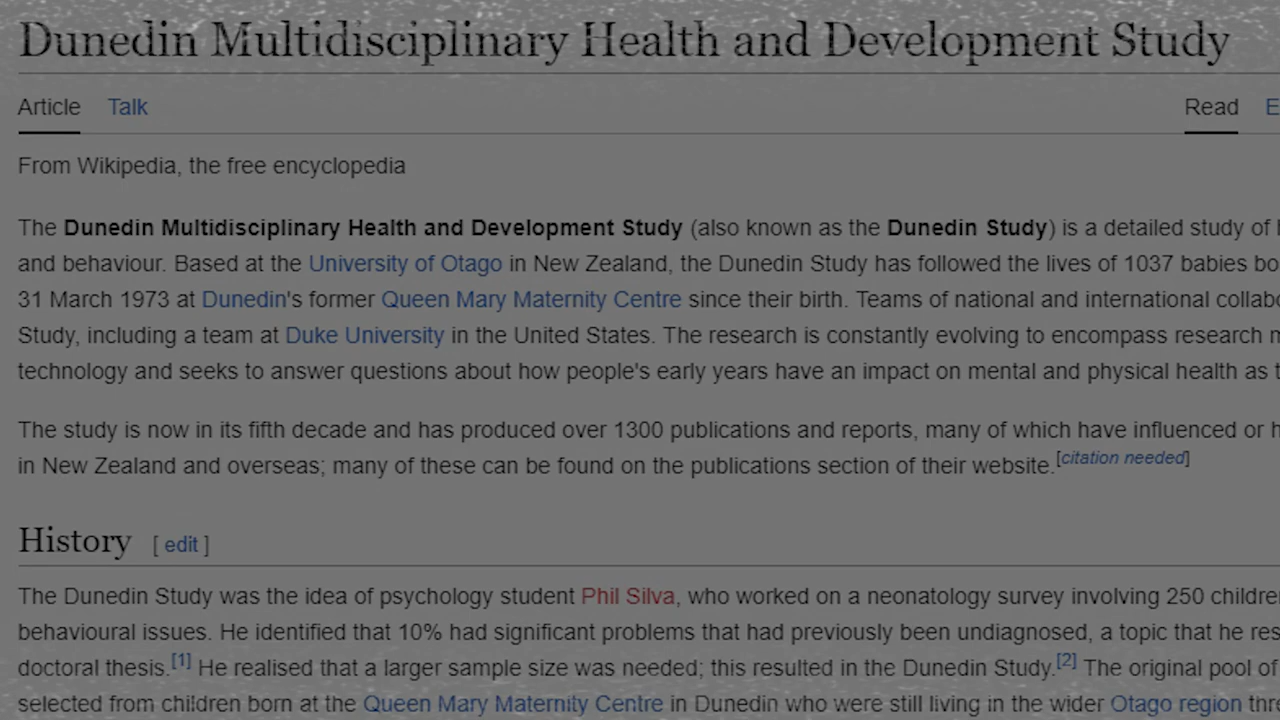 Dunedin Multidisciplinary Health and Development Study
Article Talk Read
From Wikipedia, the free encyclopedia
The Dunedin Multidisciplinary Health and Development Study (also known as the Dunedin Study) is a detailed study of
and behaviour. Based at the University of Otago in New Zealand, the Dunedin Study has followed the lives of 1037 babies
31 March 1973 at Dunedin's former Queen Mary Maternity Centre since their birth. Teams of national and international
Study, including a team at Duke University in the United States. The research is constantly evolving to encompass research
technology and seeks to answer questions about how people's early years have an impact on mental and physical health as
The study is now in its fifth decade and has produced over 1300 publications and reports, many of which have influenced or
in New Zealand and overseas; many of these can be found on the publications section of their website.[citation needed]
History [ edit ]
The Dunedin Study was the idea of psychology student Phil Silva, who worked on a neonatology survey involving 250
behavioural issues. He identified that 10% had significant problems that had previously been undiagnosed, a topic that he
doctoral thesis.[1] He realised that a larger sample size was needed; this resulted in the Dunedin Study.[2] The original pool of
selected from children born at the Queen Mary Maternity Centre in Dunedin who were still living in the wider Otago region